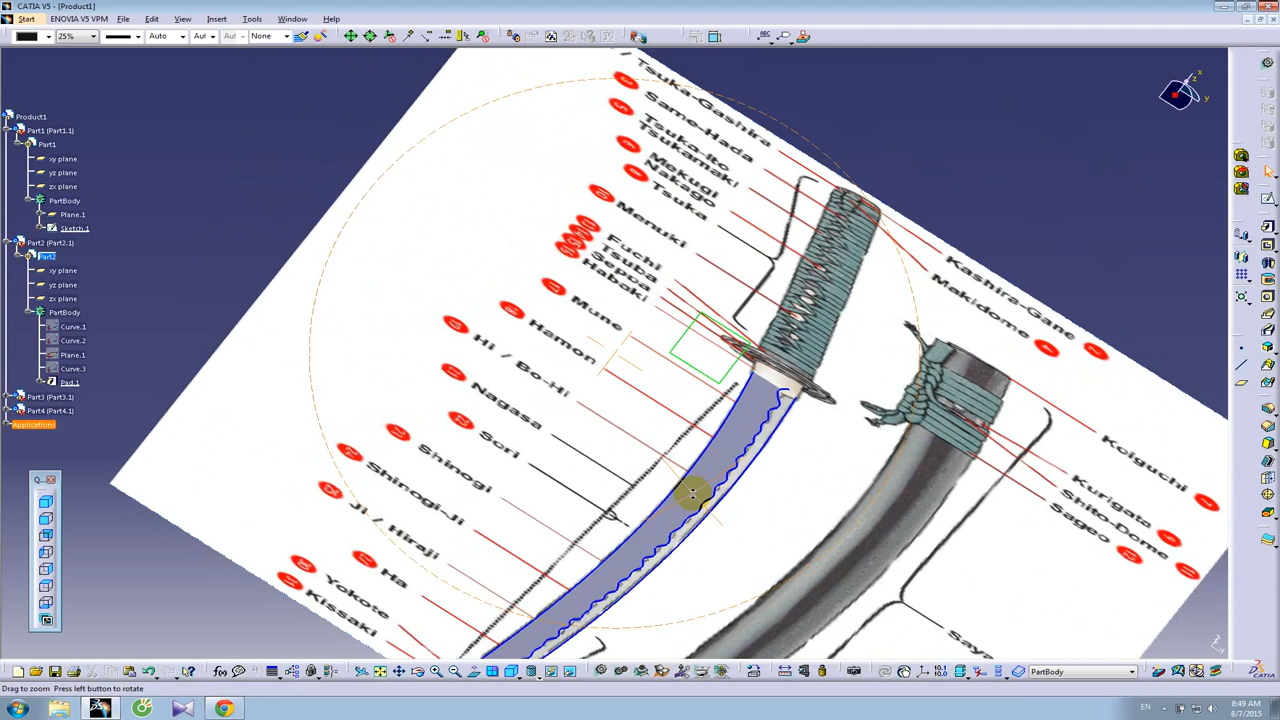 CATIA V5 - [Product1]
Start ENOVIA V5 VPM File Edit View Insert Tools Window Help
25% Auto Aut Aut None
Product1
Part1 (Part1.1)
Part1
xy plane
yz plane
zx plane
PartBody
Plane.1
Sketch.1
Part2 (Part2.1)
Part2
xy plane
yz plane
zx plane
PartBody
Curve.1
Curve.2
Plane.1
Curve.3
Pad.1
Part3 (Part3.1)
Part4 (Part4.1)
Applications
Tsuka-Gashira
Same-Hada
Tsuka-ito
Tsukamaki
Mekugi
Nakago
Tsuka
Menuki
Fuchi
Tsuba
Seppa
Habaki
Mune
Hamon
Hi / Bo-Hi
Nagasa
Sori
Shinogi
Shinogi-Ji
Ji / Hiraji
Ha
Yokote
Kissaki
Kashira-Gane
Makidome
Koiguchi
Kurigata
Shito-Dome
Sageo
Saya
z
x
y
Q...
x
y
PartBody
CATIA
Drag to zoom Press left button to rotate
EN
8:49 AM
8/7/2015